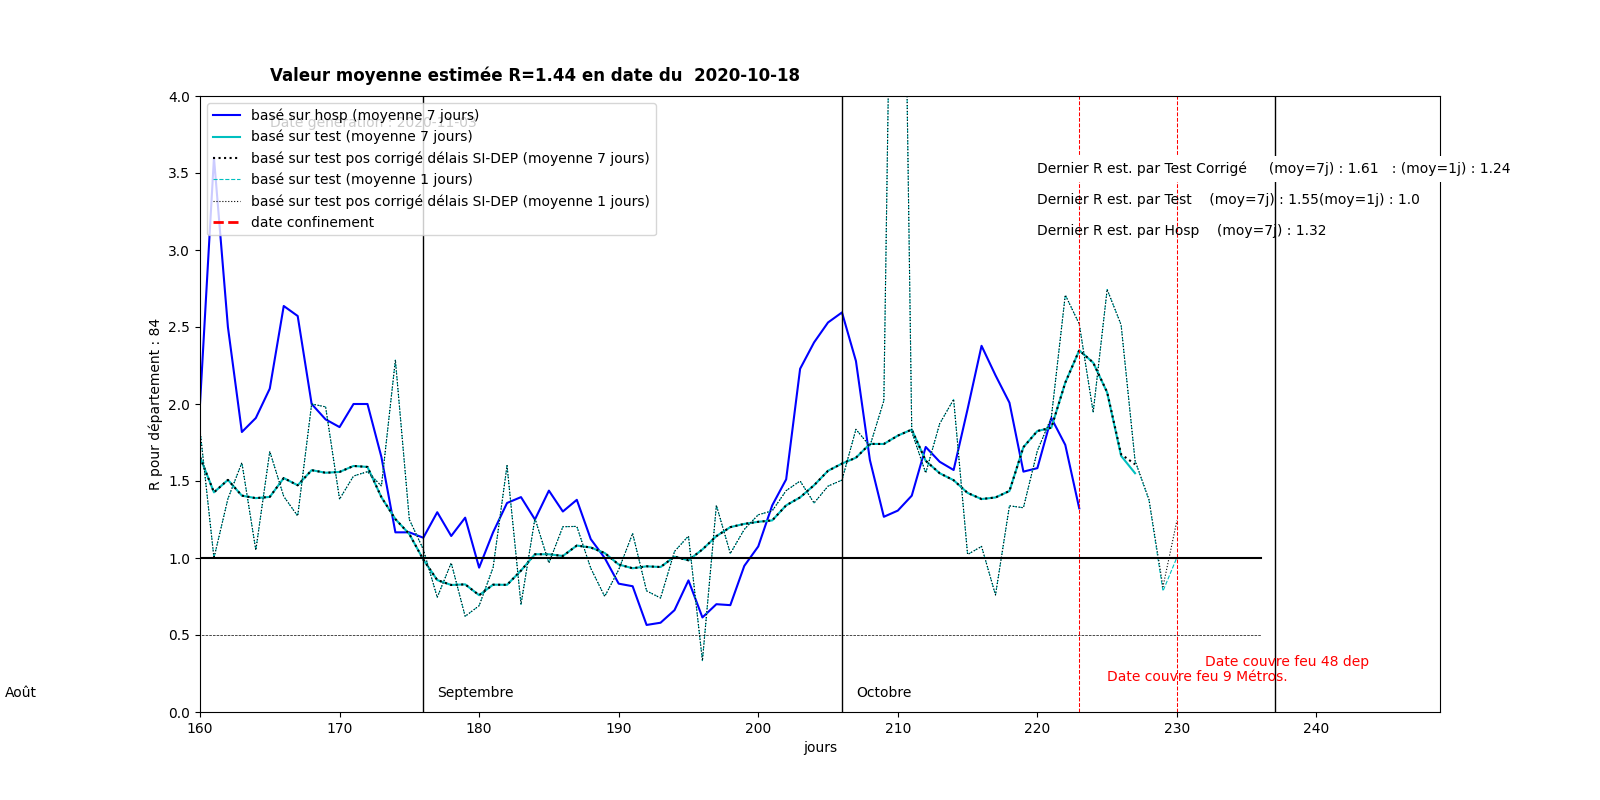 Valeur moyenne estimée R=1.44 en date du  2020-10-18
Date génération : 2020-11-03
basé sur hosp (moyenne 7 jours)
basé sur test (moyenne 7 jours)
basé sur test pos corrigé délais SI-DEP (moyenne 7 jours)
basé sur test (moyenne 1 jours)
basé sur test pos corrigé délais SI-DEP (moyenne 1 jours)
date confinement
Dernier R est. par Test Corrigé     (moy=7j) : 1.61   : (moy=1j) : 1.24
Dernier R est. par Test    (moy=7j) : 1.55(moy=1j) : 1.0
Dernier R est. par Hosp    (moy=7j) : 1.32
R pour département : 84
4.0
3.5
3.0
2.5
2.0
1.5
1.0
0.5
0.0
Date couvre feu 48 dep
Date couvre feu 9 Métros.
Août
Septembre
Octobre
160 170 180 190 200 210 220 230 240
jours